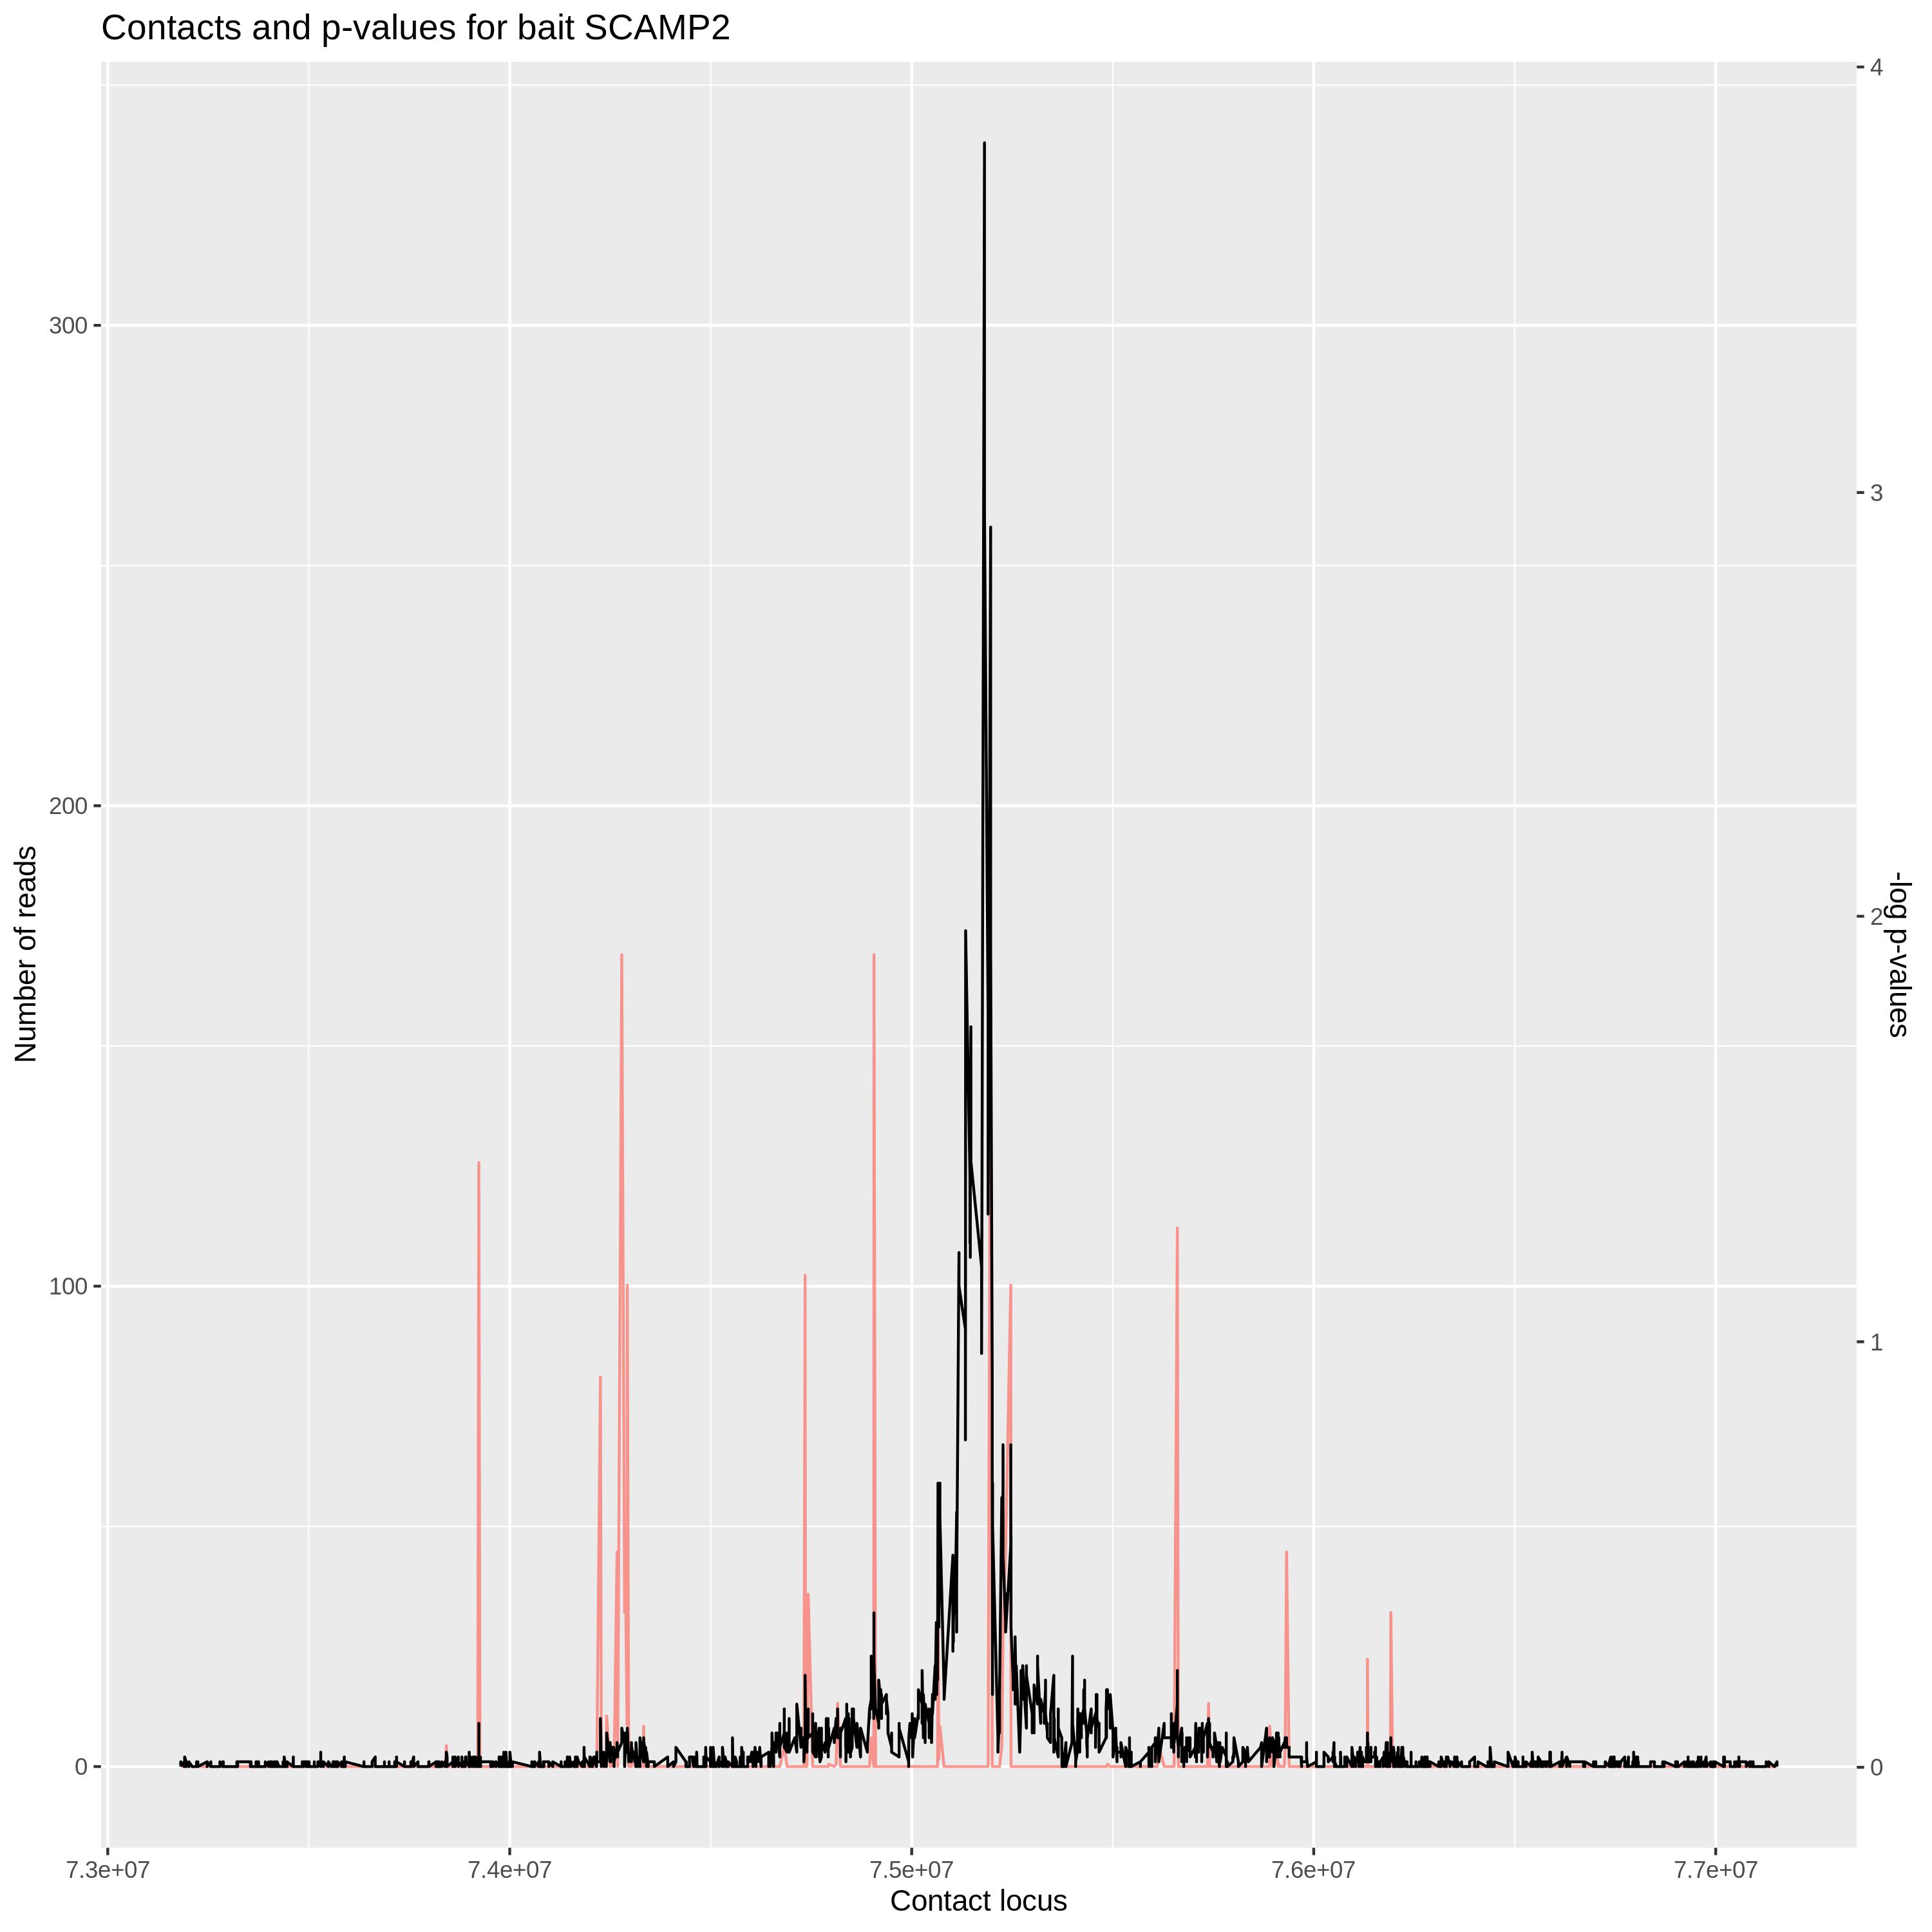 Contacts and p-values for bait SCAMP2
Number of reads
300
200
100
0
4
3
2
1
0
-log p-values
7.3e+07
7.4e+07
7.5e+07
7.6e+07
7.7e+07
Contact locus